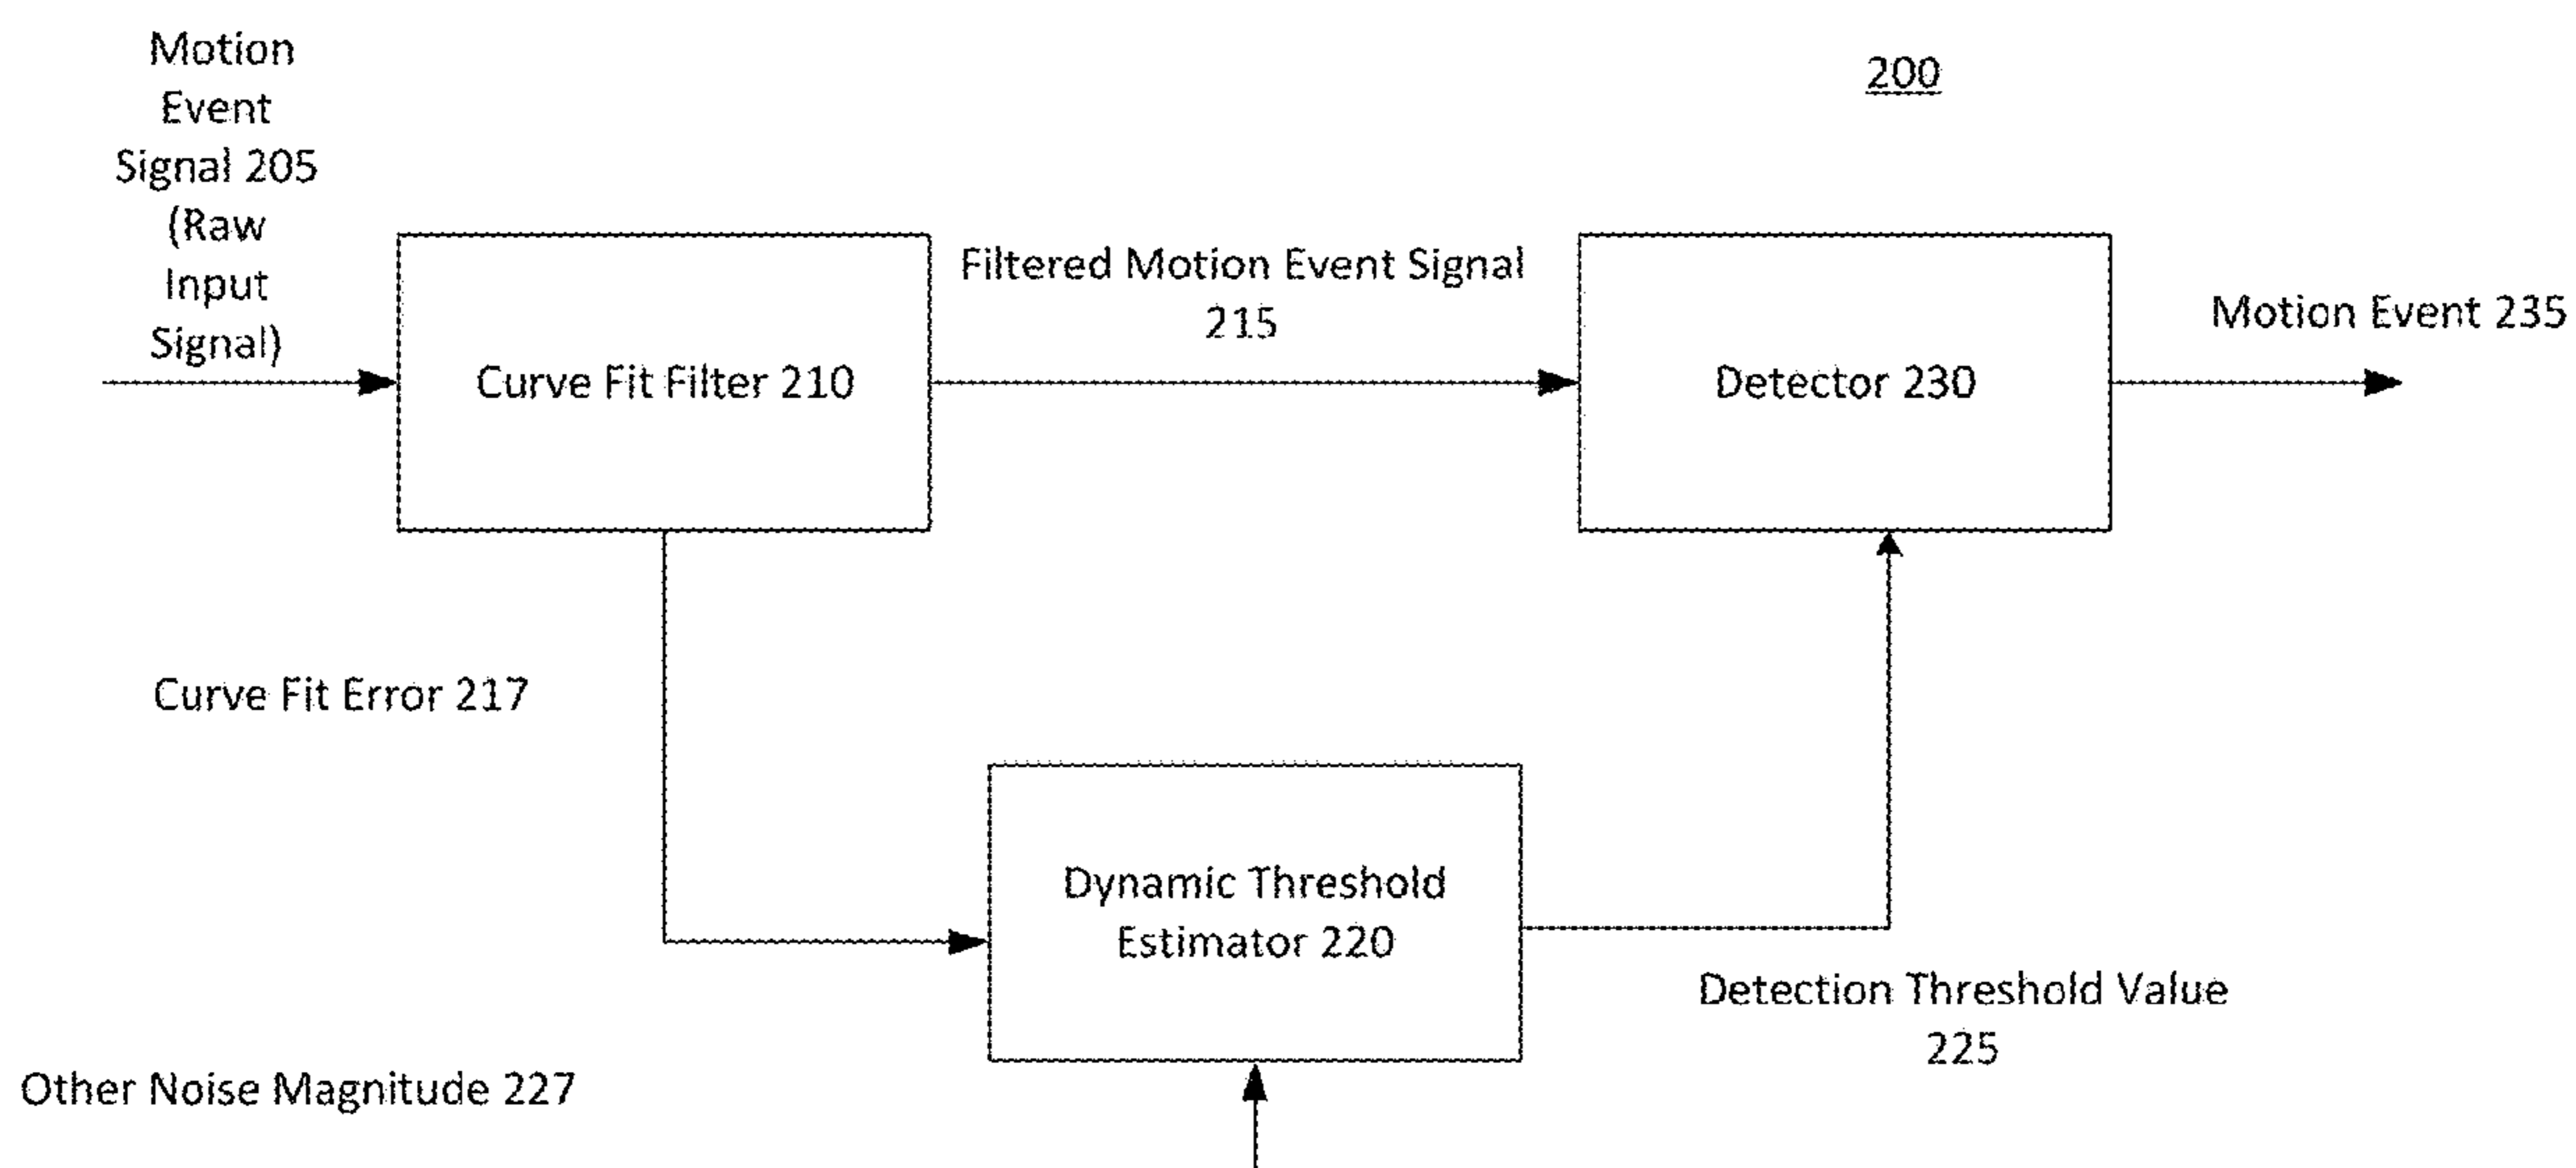 Motion
Event
Signal 205
(Raw
Input
Signal)
200
Curve Fit Filter 210
Filtered Motion Event Signal
215
Detector 230
Motion Event 235
Curve Fit Error 217
Dynamic Threshold
Estimator 220
Detection Threshold Value
225
Other Noise Magnitude 227